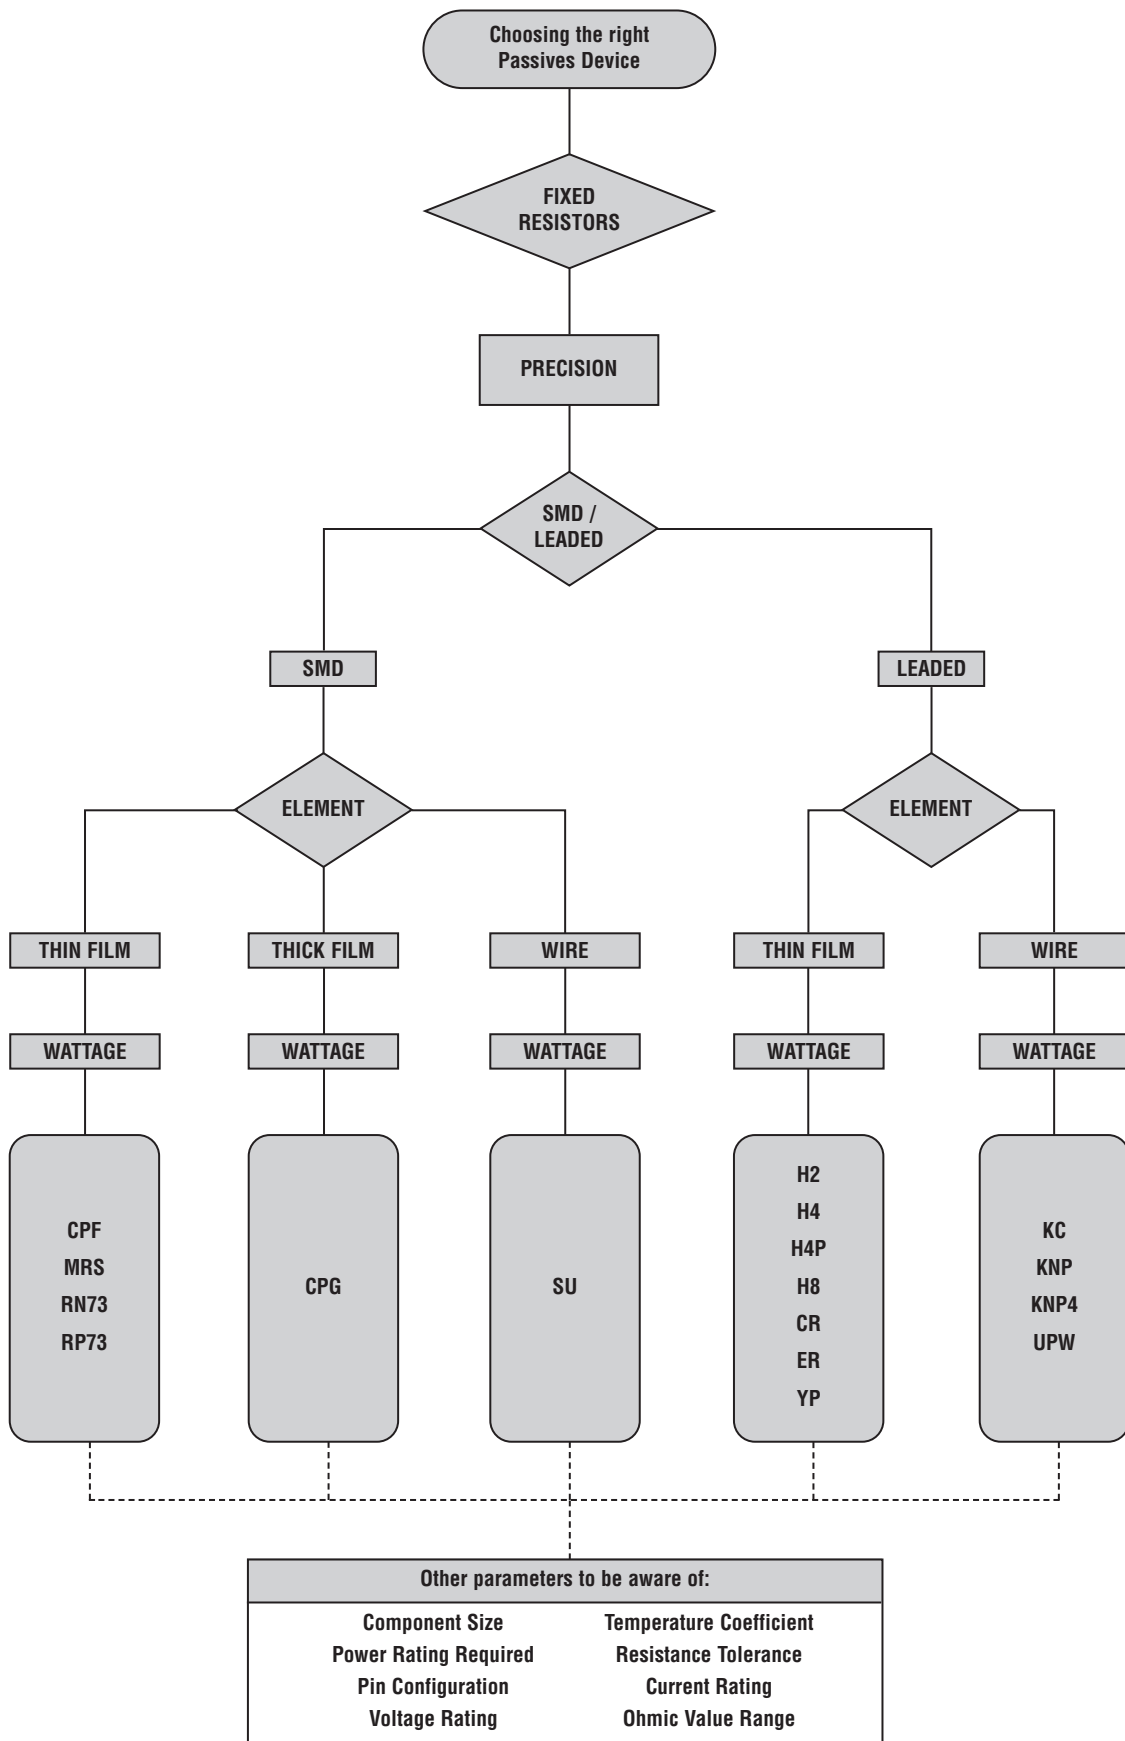 Choosing the right
Passives Device
FIXED
RESISTORS
PRECISION
SMD /
LEADED
SMD
LEADED
ELEMENT
ELEMENT
THIN FILM
THICK FILM
WIRE
THIN FILM
WIRE
WATTAGE
WATTAGE
WATTAGE
WATTAGE
WATTAGE
CPF
MRS
RN73
RP73
CPG
SU
H2
H4
H4P
H8
CR
ER
YP
KC
KNP
KNP4
UPW
Other parameters to be aware of:
Component Size
Power Rating Required
Pin Configuration
Voltage Rating
Temperature Coefficient
Resistance Tolerance
Current Rating
Ohmic Value Range